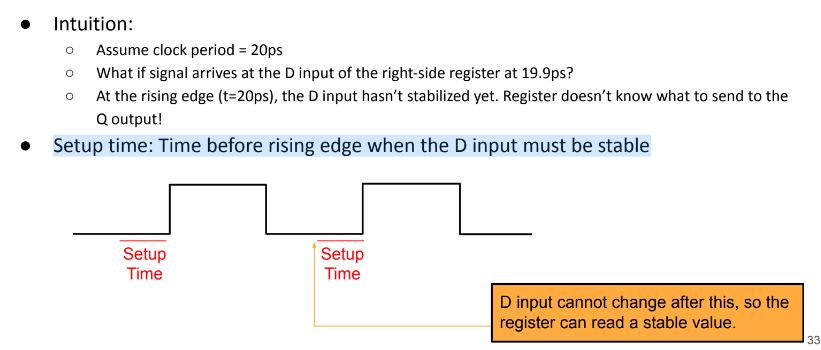 ● Intuition:
○ Assume clock period = 20ps
○ What if signal arrives at the D input of the right-side register at 19.9ps?
○ At the rising edge (t=20ps), the D input hasn’t stabilized yet. Register doesn’t know what to send to the
Q output!
● Setup time: Time before rising edge when the D input must be stable
Setup
Time
Setup
Time
D input cannot change after this, so the
register can read a stable value.
33